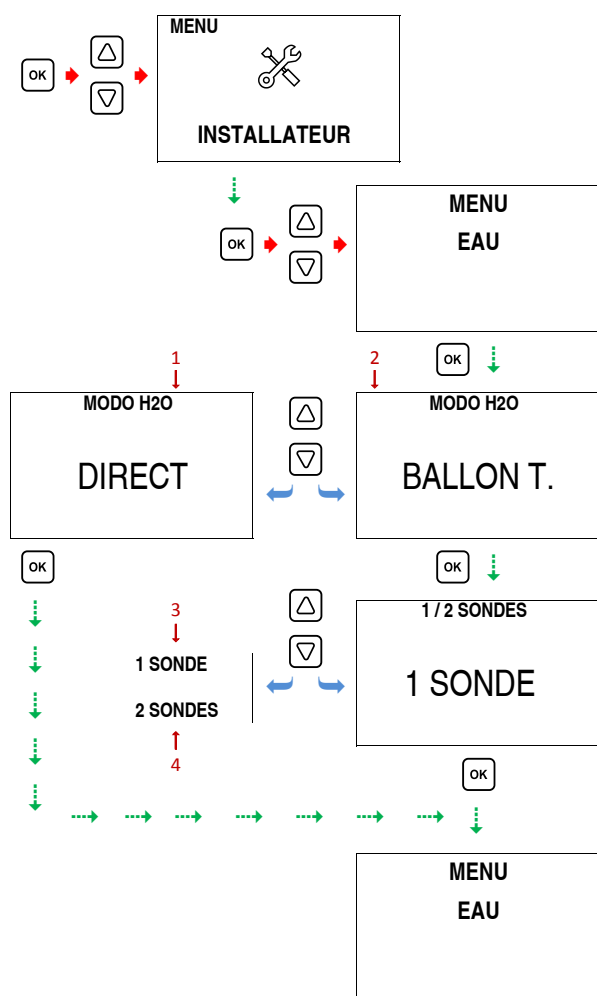 MENU
OK
INSTALLATEUR
MENU
OK
EAU
OK
1
2
MODO H2O
MODO H2O
DIRECT
BALLON T.
OK
OK
1 / 2 SONDES
3
1 SONDE
1 SONDE
2 SONDES
4
OK
MENU
EAU